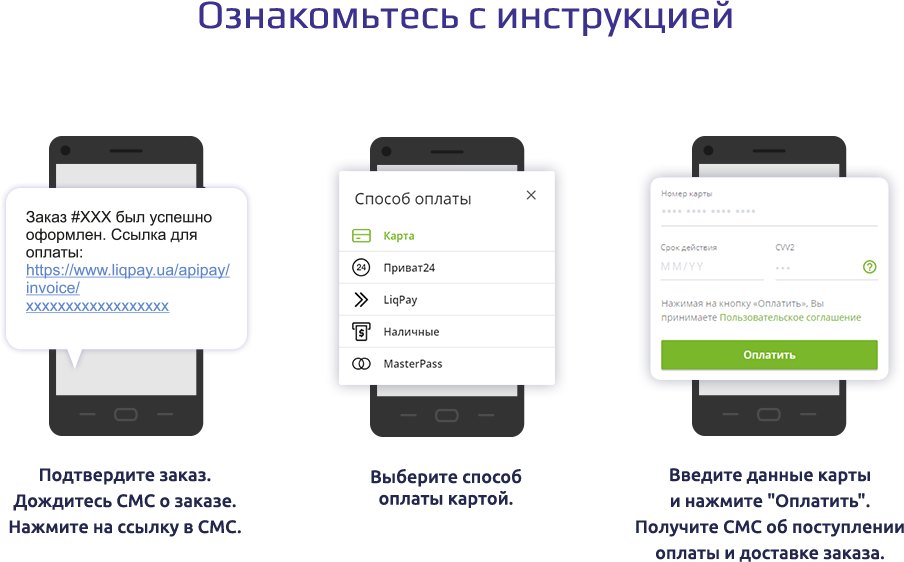 Ознакомьтесь с инструкцией
Заказ #XXX был успешно
оформлен. Ссылка для
оплаты:
https://www.liqpay.ua/apipay/
invoice/
xxxxxxxxxxxxxxxxxx
Подтвердите заказ.
Дождитесь СМС о заказе.
Нажмите на ссылку в СМС.
Способ оплаты
Карта
24 Приват24
LiqPay
$ Наличные
MasterPass
Выберите способ
оплаты картой.
Номер карты
•••• •••• •••• ••••
Срок действия CVV2
MM/YY ••• ?
Нажимая на кнопку «Оплатить», Вы
принимаете Пользовательское соглашение
Оплатить
Введите данные карты
и нажмите "Оплатить".
Получите СМС об поступлении
оплаты и доставке заказа.